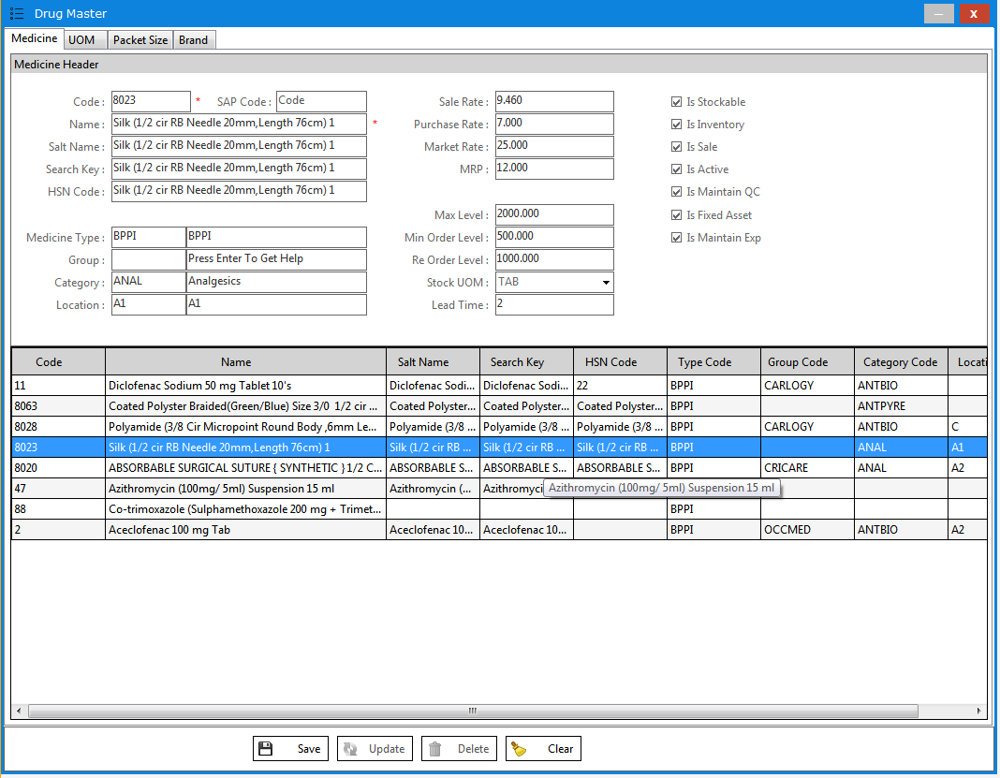 Drug Master
Medicine UOM Packet Size Brand
Medicine Header
Code : 8023 * SAP Code : Code Sale Rate : 9.460 Is Stockable
Name : Silk (1/2 cir RB Needle 20mm,Length 76cm) 1 * Purchase Rate : 7.000 Is Inventory
Salt Name : Silk (1/2 cir RB Needle 20mm,Length 76cm) 1 Market Rate : 25.000 Is Sale
Search Key : Silk (1/2 cir RB Needle 20mm,Length 76cm) 1 MRP : 12.000 Is Active
HSN Code : Silk (1/2 cir RB Needle 20mm,Length 76cm) 1 Is Maintain QC
Max Level : 2000.000 Is Fixed Asset
Medicine Type : BPPI BPPI Min Order Level : 500.000 Is Maintain Exp
Group : Press Enter To Get Help Re Order Level : 1000.000
Category : ANAL Analgesics Stock UOM : TAB
Location : A1 A1 Lead Time : 2
Code Name Salt Name Search Key HSN Code Type Code Group Code Category Code Locati
11 Diclofenac Sodium 50 mg Tablet 10's Diclofenac Sodi... Diclofenac Sodi... 22 BPPI CARLOGY ANTBIO
8063 Coated Polyster Braided(Green/Blue) Size 3/0 1/2 cir ... Coated Polyster... Coated Polyster... Coated Polyster... BPPI ANTPYRE
8028 Polyamide (3/8 Cir Micropoint Round Body ,6mm Le... Polyamide (3/8 ... Polyamide (3/8 ... Polyamide (3/8 ... BPPI CARLOGY ANTBIO C
8023 Silk (1/2 cir RB Needle 20mm,Length 76cm) 1 Silk (1/2 cir RB ... Silk (1/2 cir RB ... Silk (1/2 cir RB ... BPPI ANAL A1
8020 ABSORBABLE SURGICAL SUTURE { SYNTHETIC } 1/2 C... ABSORBABLE S... ABSORBABLE S... ABSORBABLE S... BPPI CRICARE ANAL A2
47 Azithromycin (100mg/ 5ml) Suspension 15 ml Azithromycin (... Azithromyci Azithromycin (100mg/ 5ml) Suspension 15 ml
88 Co-trimoxazole (Sulphamethoxazole 200 mg + Trimet... BPPI
2 Aceclofenac 100 mg Tab Aceclofenac 10... Aceclofenac 10... BPPI OCCMED ANTBIO A2
Save Update Delete Clear